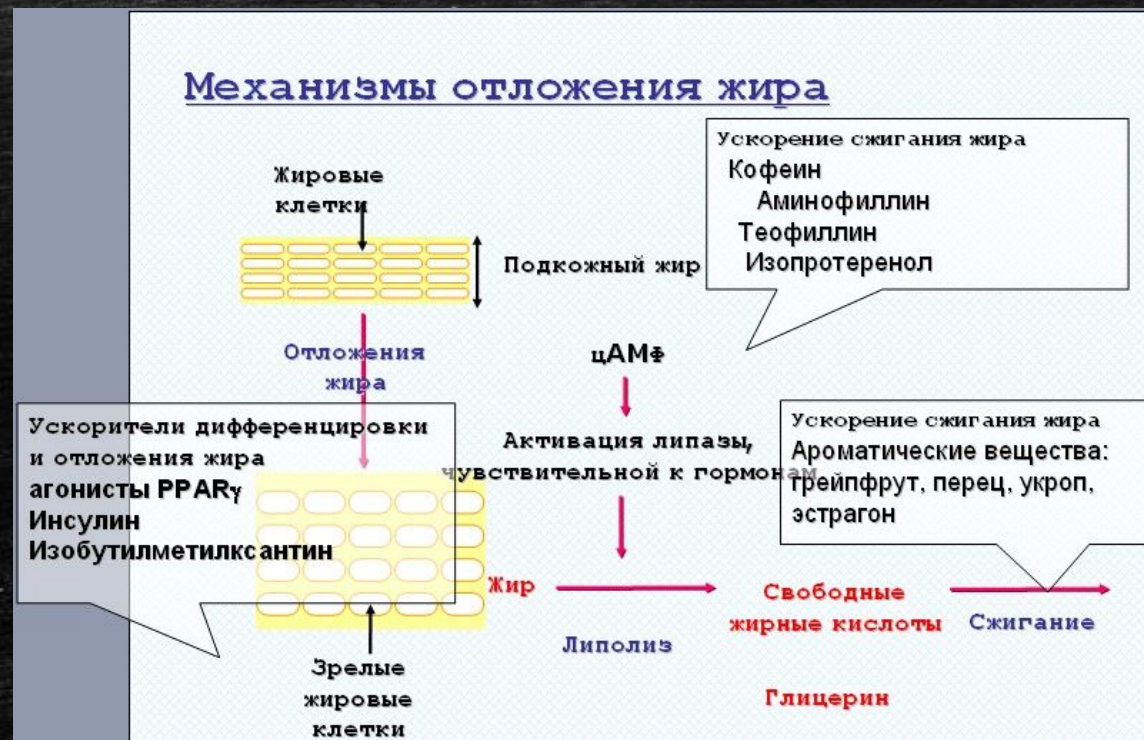 Механизмы отложения жира
Ускорение сжигания жира
Кофеин
Аминофиллин
Теофиллин
Изопротеренол
Жировые
клетки
Подкожный жир
Отложения
жира
цАМФ
Ускорители дифференцировки
и отложения жира
агонисты PPARγ
Инсулин
Изобутилметилксантин
Активация липазы,
чувствительной к гормонам
Ускорение сжигания жира
Ароматические вещества:
грейпфрут, перец, укроп,
эстрагон
Жир
Липолиз
Свободные
жирные кислоты
Сжигание
Глицерин
Зрелые
жировые
клетки